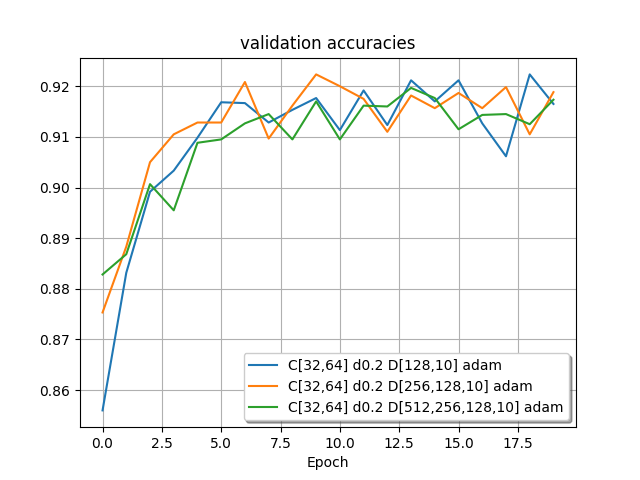 validation accuracies
0.92
0.91
0.90
0.89
0.88
0.87
0.86
C[32,64] d0.2 D[128,10] adam
C[32,64] d0.2 D[256,128,10] adam
C[32,64] d0.2 D[512,256,128,10] adam
0.0 2.5 5.0 7.5 10.0 12.5 15.0 17.5
Epoch